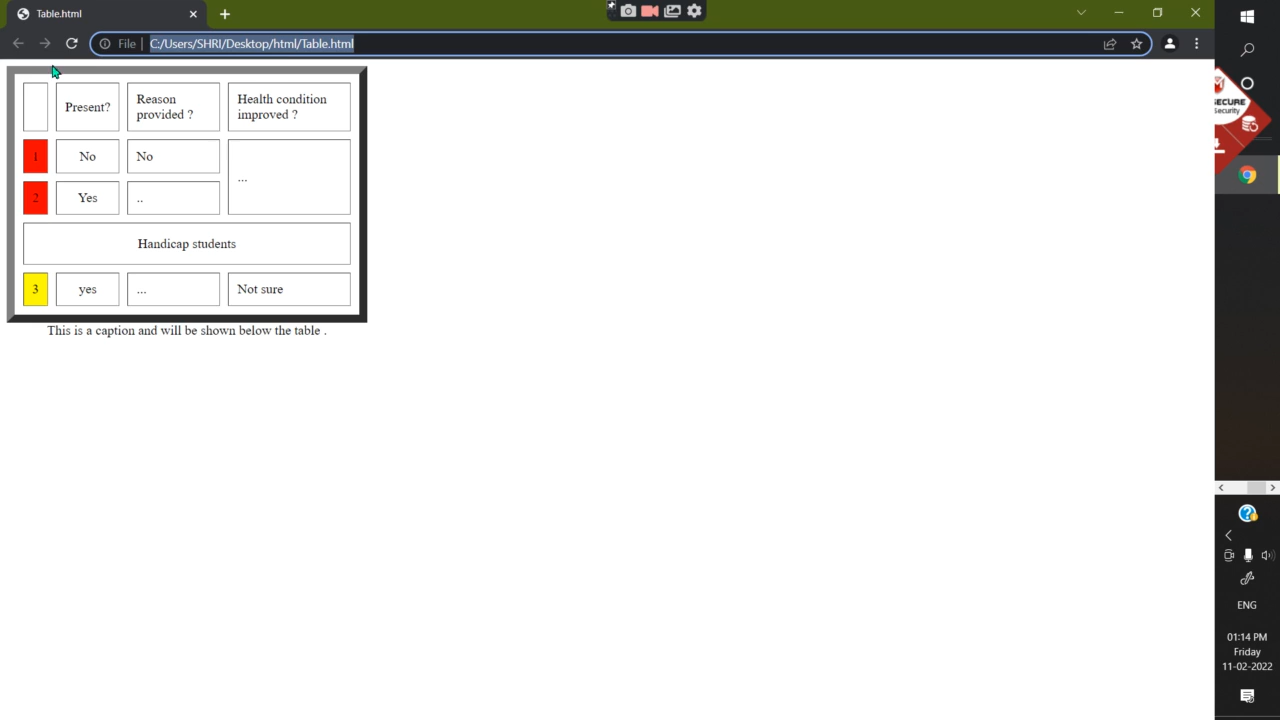 Table.html
File
C:/Users/SHRI/Desktop/html/Table.html
Present?
Reason
provided ?
Health condition
improved ?
1
No
No
...
2
Yes
..
Handicap students
3
yes
...
Not sure
This is a caption and will be shown below the table .
SECURE
Security
ENG
01:14 PM
Friday
11-02-2022